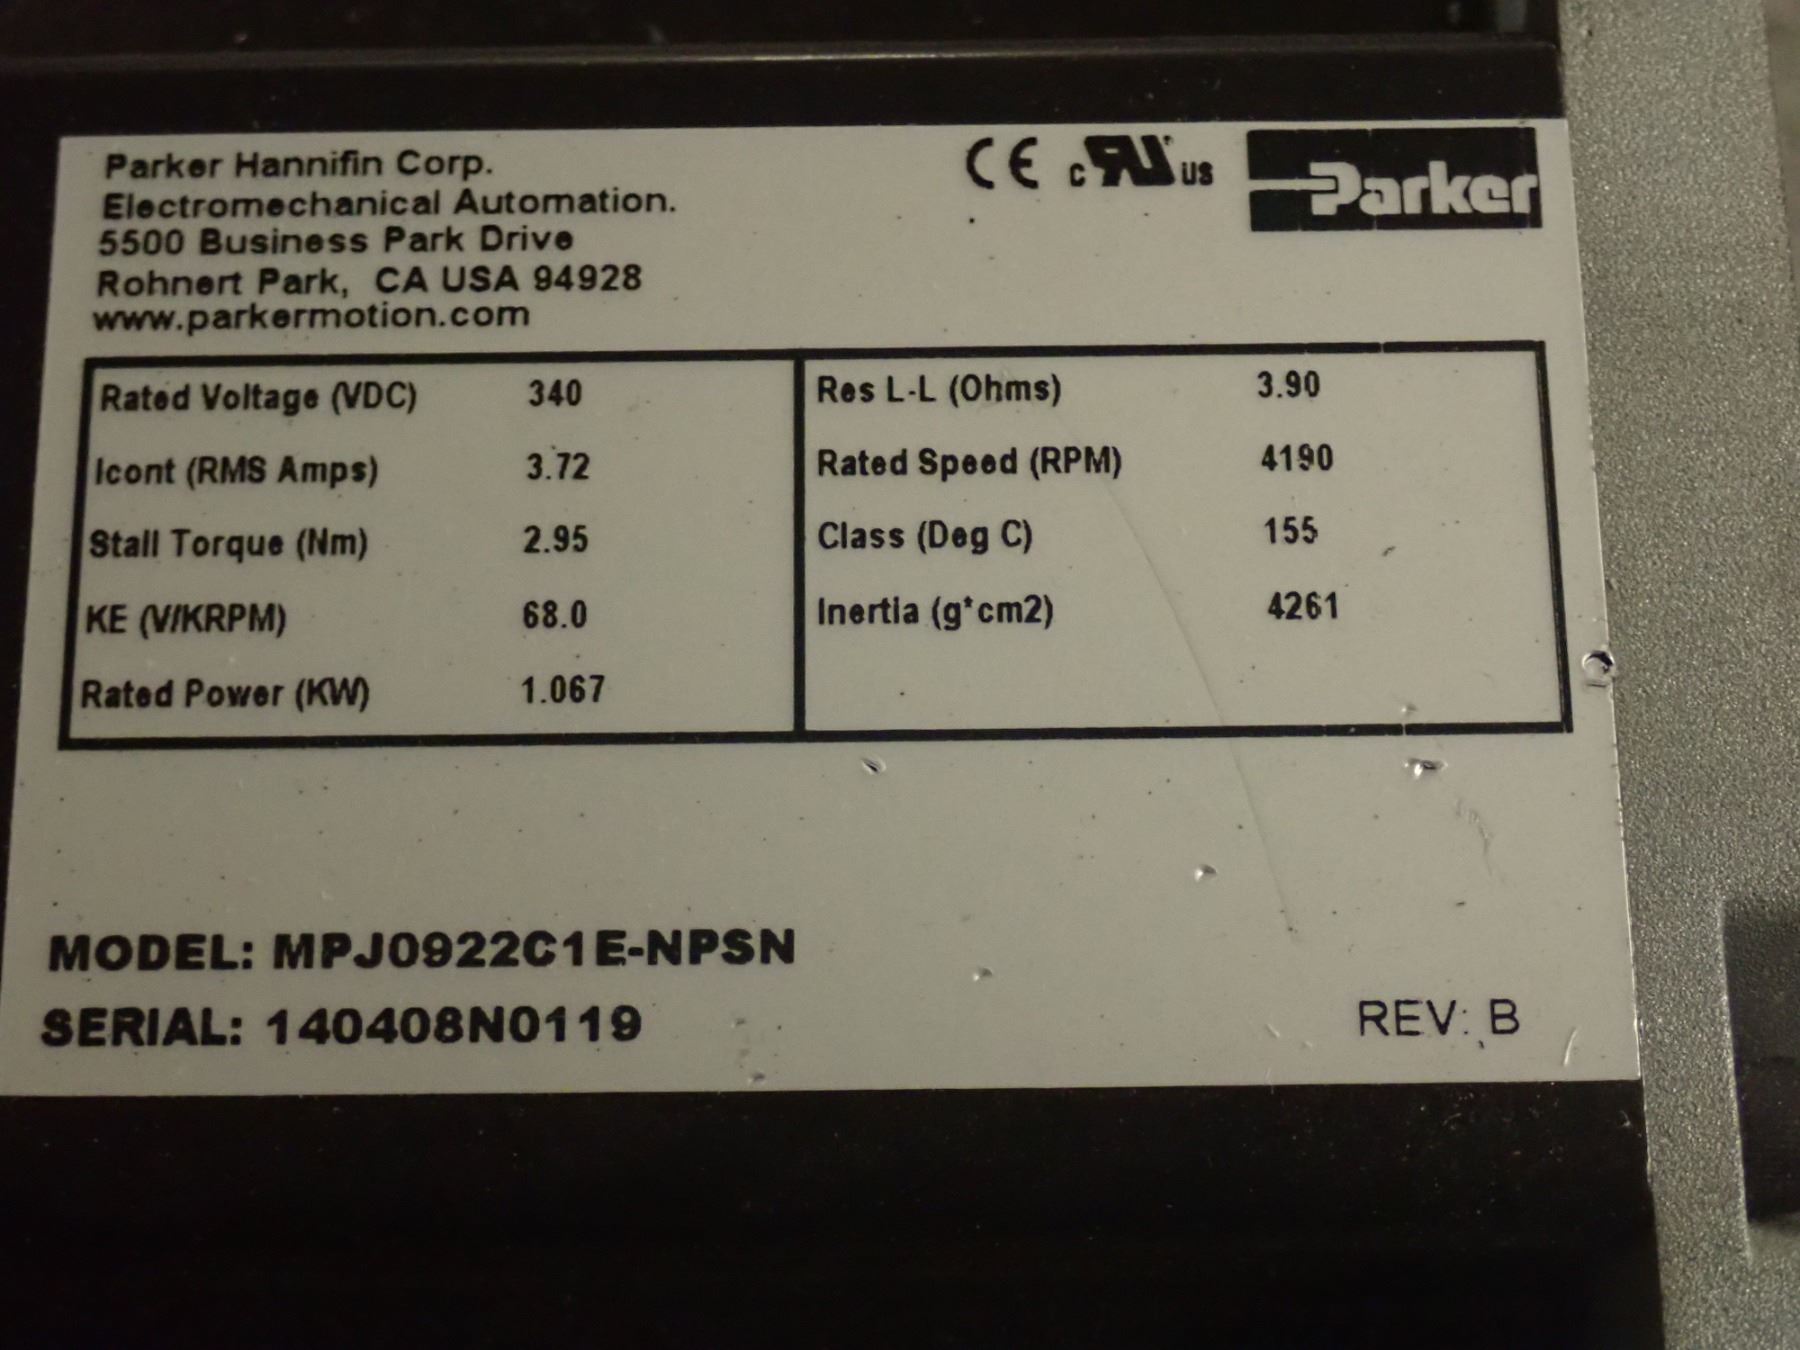 Parker Hannifin Corp.
Electromechanical Automation.
5500 Business Park Drive
Rohnert Park, CA USA 94928
www.parkermotion.com
CE c RU US Parker
Rated Voltage (VDC) 340
Icont (RMS Amps) 3.72
Stall Torque (Nm) 2.95
KE (V/KRPM) 68.0
Rated Power (KW) 1.067
Res L-L (Ohms) 3.90
Rated Speed (RPM) 4190
Class (Deg C) 155
Inertia (g*cm2) 4261
MODEL: MPJ0922C1E-NPSN
SERIAL: 140408N0119
REV: B